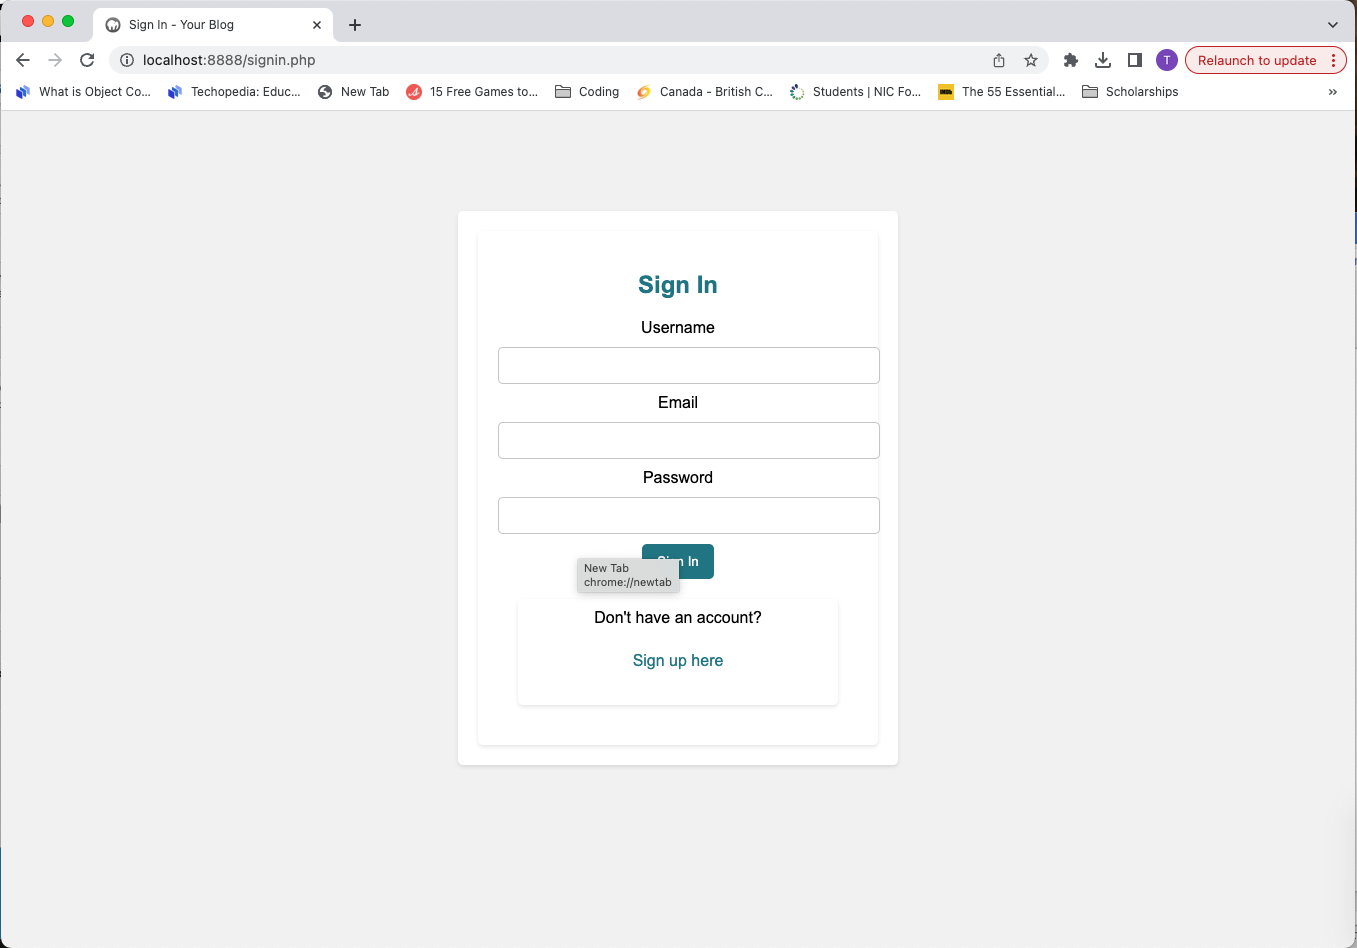 Sign In - Your Blog
localhost:8888/signin.php
T
Relaunch to update
What is Object Co...
Techopedia: Educ...
New Tab
15 Free Games to...
Coding
Canada - British C...
Students | NIC Fo...
IMDb
The 55 Essential...
Scholarships
Sign In
Username
Email
Password
n In
New Tab
chrome://newtab
Don't have an account?
Sign up here